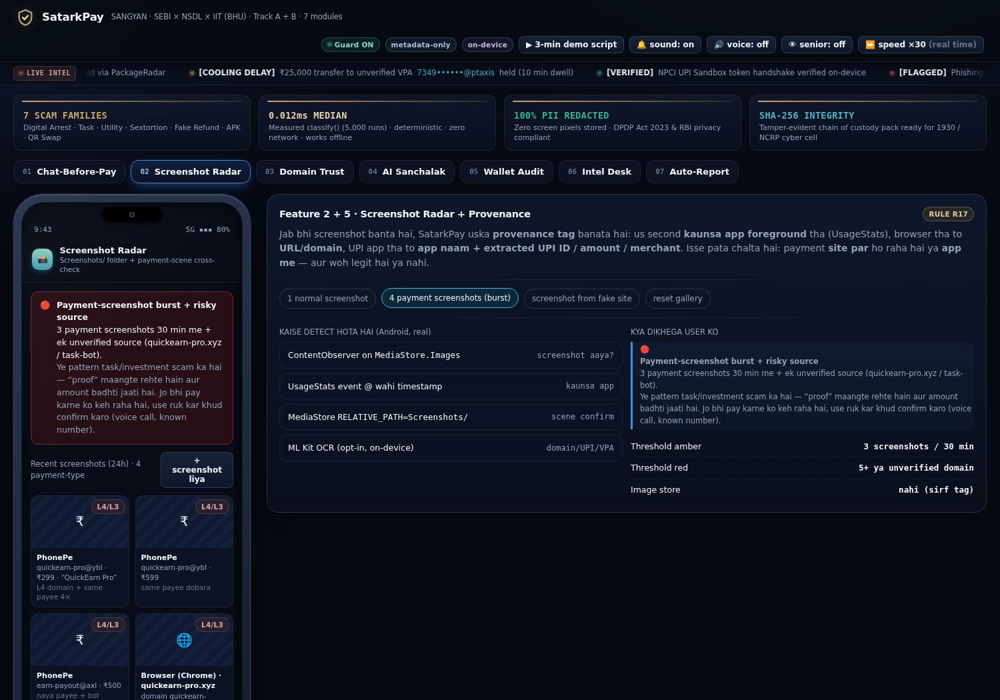 SatarkPay SANGYAN · SEBI × NSDL × IIT (BHU) · Track A + B · 7 modules
Guard ON metadata-only on-device ▶ 3-min demo script 🔔 sound: on 🔊 voice: off 👁 senior: off ⏩ speed ×30 (real time)
LIVE INTEL ed via PackageRadar [COOLING DELAY] ₹25,000 transfer to unverified VPA 7349••••••@ptaxis held (10 min dwell) [VERIFIED] NPCI UPI Sandbox token handshake verified on-device [FLAGGED] Phishing
7 SCAM FAMILIES
Digital Arrest · Task · Utility · Sextortion · Fake Refund · APK
· QR Swap
0.012ms MEDIAN
Measured classify() (5,000 runs) · deterministic · zero
network · works offline
100% PII REDACTED
Zero screen pixels stored · DPDP Act 2023 & RBI privacy
compliant
SHA-256 INTEGRITY
Tamper-evident chain of custody pack ready for 1930 /
NCRP cyber cell
01 Chat-Before-Pay 02 Screenshot Radar 03 Domain Trust 04 AI Sanchalak 05 Wallet Audit 06 Intel Desk 07 Auto-Report
9:43 5G ▪▪▪ 80%
Screenshot Radar
Screenshots/ folder + payment-scene cross-
check
🔴 Payment-screenshot burst + risky
source
3 payment screenshots 30 min me +
ek unverified source (quickearn-pro.xyz
/ task-bot).
Ye pattern task/investment scam ka hai
— “proof” maangte rehte hain aur
amount badhti jaati hai. Jo bhi pay
karne ko keh raha hai, use ruk kar khud
confirm karo (voice call, known
number).
Recent screenshots (24h) · 4
payment-type
+
screenshot
liya
L4/L3
₹
PhonePe
quickearn-pro@ybl ·
₹299 · “QuickEarn Pro”
L4 domain + same
payee 4×
L4/L3
₹
PhonePe
quickearn-pro@ybl ·
₹599
same payee dobara
L4/L3
₹
PhonePe
earn-payout@axl · ₹500
naya payee + bot
L4/L3
Browser (Chrome) ·
quickearn-pro.xyz
domain quickearn-
Feature 2 + 5 · Screenshot Radar + Provenance RULE R17
Jab bhi screenshot banta hai, SatarkPay uska provenance tag banata hai: us second kaunsa app foreground tha (UsageStats), browser tha to
URL/domain, UPI app tha to app naam + extracted UPI ID / amount / merchant. Isse pata chalta hai: payment site par ho raha hai ya app
me — aur woh legit hai ya nahi.
1 normal screenshot 4 payment screenshots (burst) screenshot from fake site reset gallery
KAISE DETECT HOTA HAI (Android, real)
ContentObserver on MediaStore.Images screenshot aaya?
UsageStats event @ wahi timestamp kaunsa app
MediaStore RELATIVE_PATH=Screenshots/ scene confirm
ML Kit OCR (opt-in, on-device) domain/UPI/VPA
KYA DIKHEGA USER KO
🔴
Payment-screenshot burst + risky source
3 payment screenshots 30 min me + ek unverified source (quickearn-pro.xyz / task-
bot).
Ye pattern task/investment scam ka hai — “proof” maangte rehte hain aur amount
badhti jaati hai. Jo bhi pay karne ko keh raha hai, use ruk kar khud confirm karo (voice
call, known number).
Threshold amber 3 screenshots / 30 min
Threshold red 5+ ya unverified domain
Image store nahi (sirf tag)